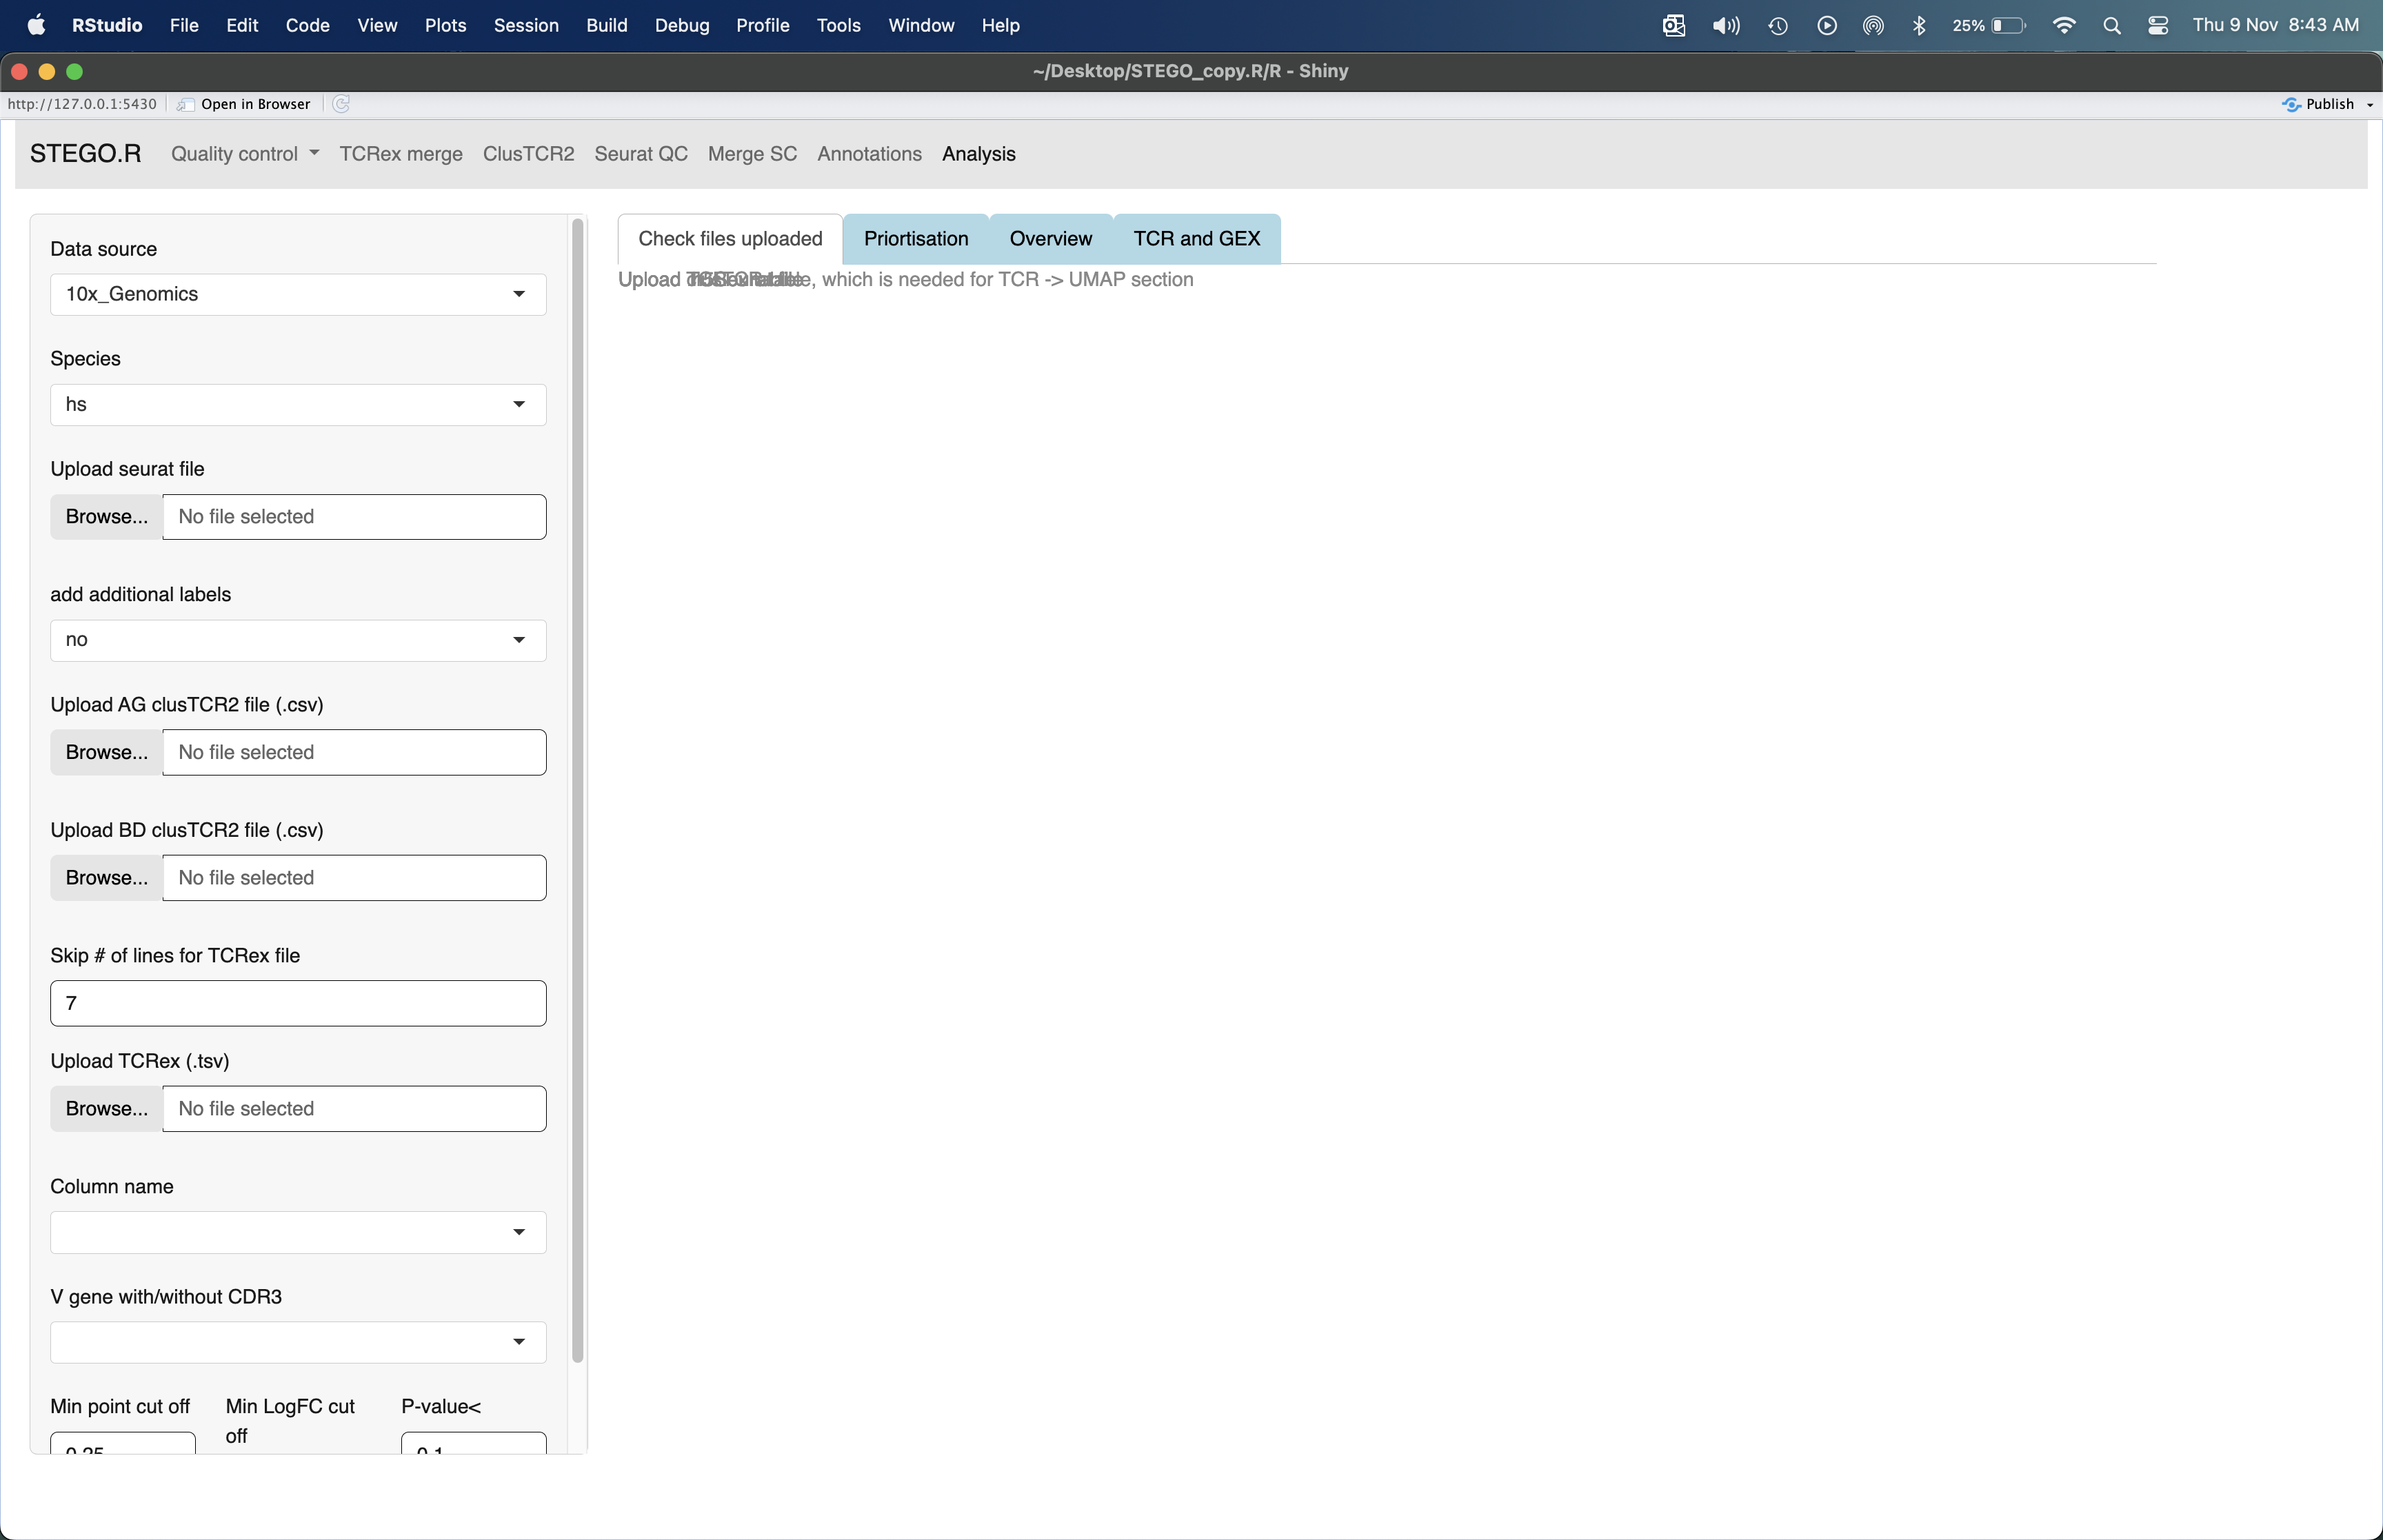 RStudio File Edit Code View Plots Session Build Debug Profile Tools Window Help 25% Thu 9 Nov 8:43 AM
~/Desktop/STEGO_copy.R/R - Shiny
http://127.0.0.1:5430 Open in Browser Publish
STEGO.R Quality control TCRex merge ClusTCR2 Seurat QC Merge SC Annotations Analysis
Check files uploaded Priortisation Overview TCR and GEX
Upload which is needed for TCR -> UMAP section
Data source
10x_Genomics
Species
hs
Upload seurat file
Browse... No file selected
add additional labels
no
Upload AG clusTCR2 file (.csv)
Browse... No file selected
Upload BD clusTCR2 file (.csv)
Browse... No file selected
Skip # of lines for TCRex file
7
Upload TCRex (.tsv)
Browse... No file selected
Column name
V gene with/without CDR3
Min point cut off Min LogFC cut off P-value<
0.25 0.1